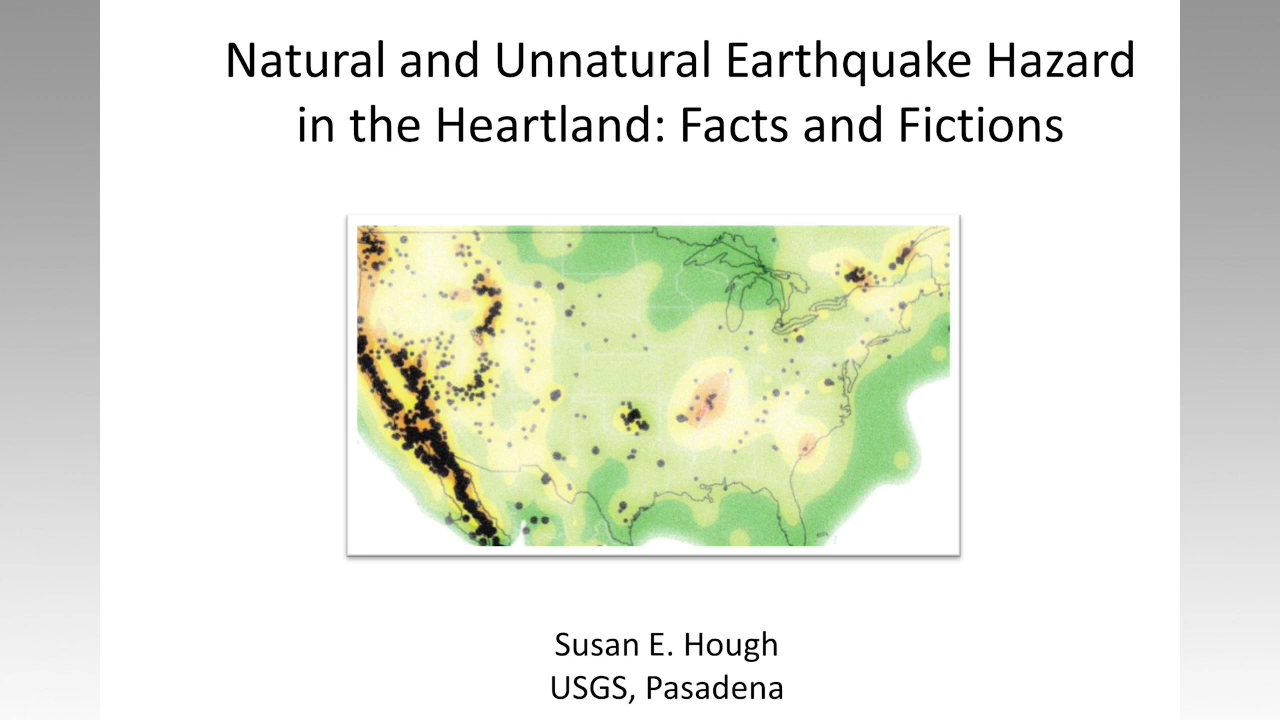 Natural and Unnatural Earthquake Hazard
in the Heartland: Facts and Fictions
Susan E. Hough
USGS, Pasadena